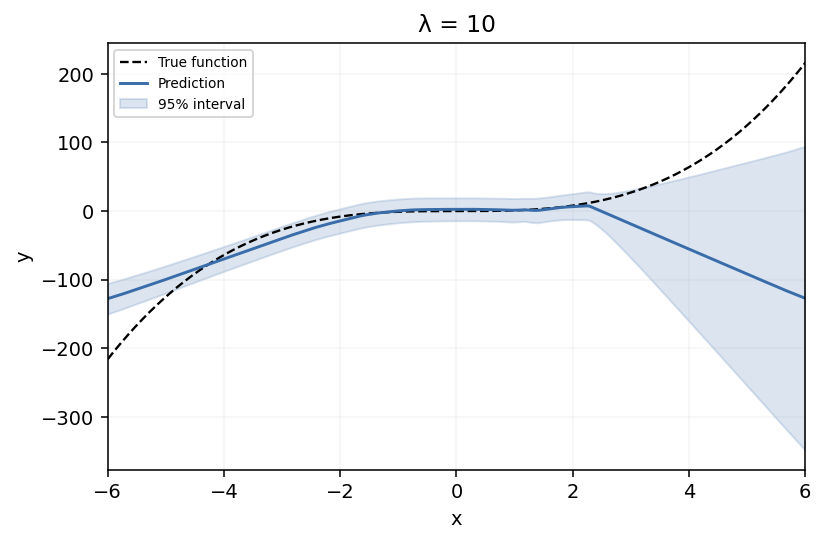 λ = 10
True function
Prediction
95% interval
200
100
0
−100
−200
−300
y
−6
−4
−2
0
2
4
6
x